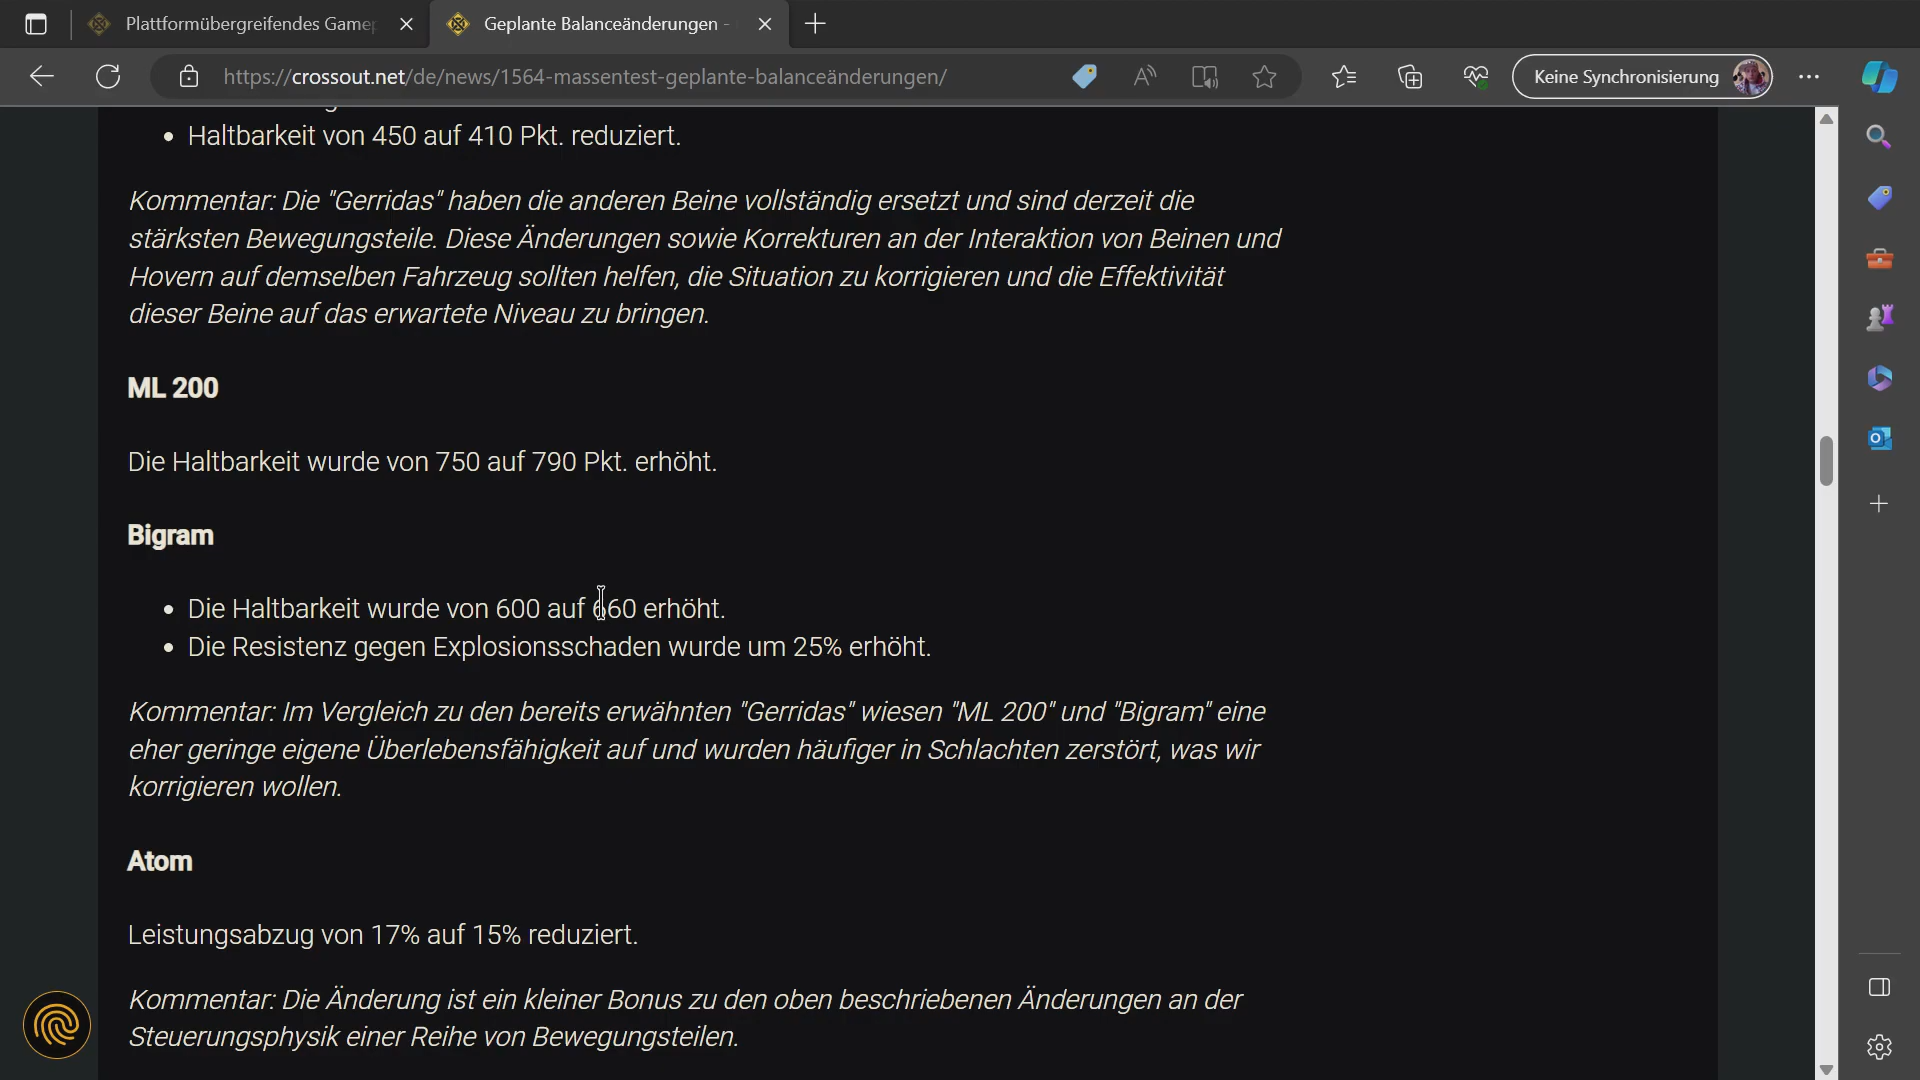 Plattformübergreifendes Gamep
Geplante Balanceänderungen -
https://crossout.net/de/news/1564-massentest-geplante-balanceänderungen/
Keine Synchronisierung
Haltbarkeit von 450 auf 410 Pkt. reduziert.
Kommentar: Die "Gerridas" haben die anderen Beine vollständig ersetzt und sind derzeit die
stärksten Bewegungsteile. Diese Änderungen sowie Korrekturen an der Interaktion von Beinen und
Hovern auf demselben Fahrzeug sollten helfen, die Situation zu korrigieren und die Effektivität
dieser Beine auf das erwartete Niveau zu bringen.
ML 200
Die Haltbarkeit wurde von 750 auf 790 Pkt. erhöht.
Bigram
Die Haltbarkeit wurde von 600 auf 660 erhöht.
Die Resistenz gegen Explosionsschaden wurde um 25% erhöht.
Kommentar: Im Vergleich zu den bereits erwähnten "Gerridas" wiesen "ML 200" und "Bigram" eine
eher geringe eigene Überlebensfähigkeit auf und wurden häufiger in Schlachten zerstört, was wir
korrigieren wollen.
Atom
Leistungsabzug von 17% auf 15% reduziert.
Kommentar: Die Änderung ist ein kleiner Bonus zu den oben beschriebenen Änderungen an der
Steuerungsphysik einer Reihe von Bewegungsteilen.